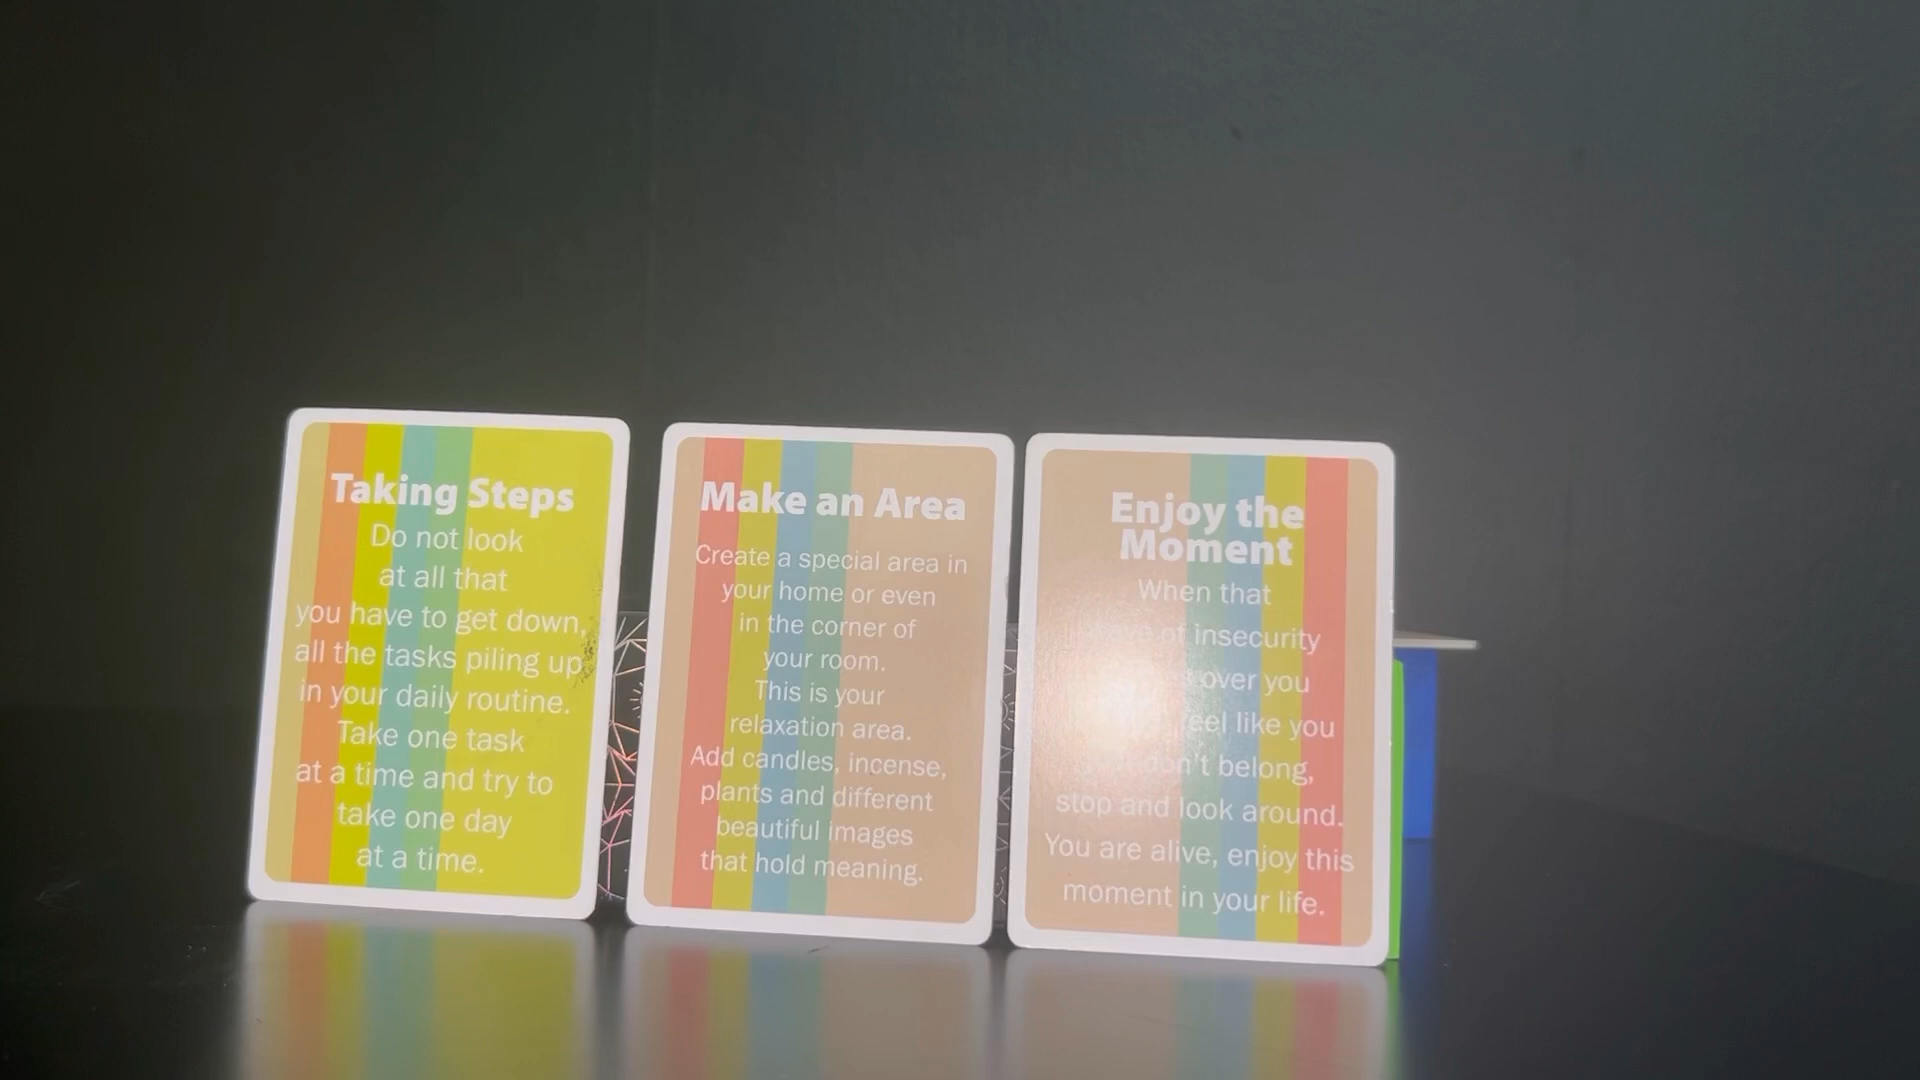 Taking Steps
Do not look
at all that
you have to get down,
all the tasks piling up
in your daily routine.
Take one task
at a time and try to
take one day
at a time.
Make an Area
Create a special area in
your home or even
in the corner of
your room.
This is your
relaxation area.
Add candles, incense,
plants and different
beautiful images
that hold meaning.
Enjoy the
Moment
When that
of insecurity
over you
feel like you
don't belong,
stop and look around.
You are alive, enjoy this
moment in your life.